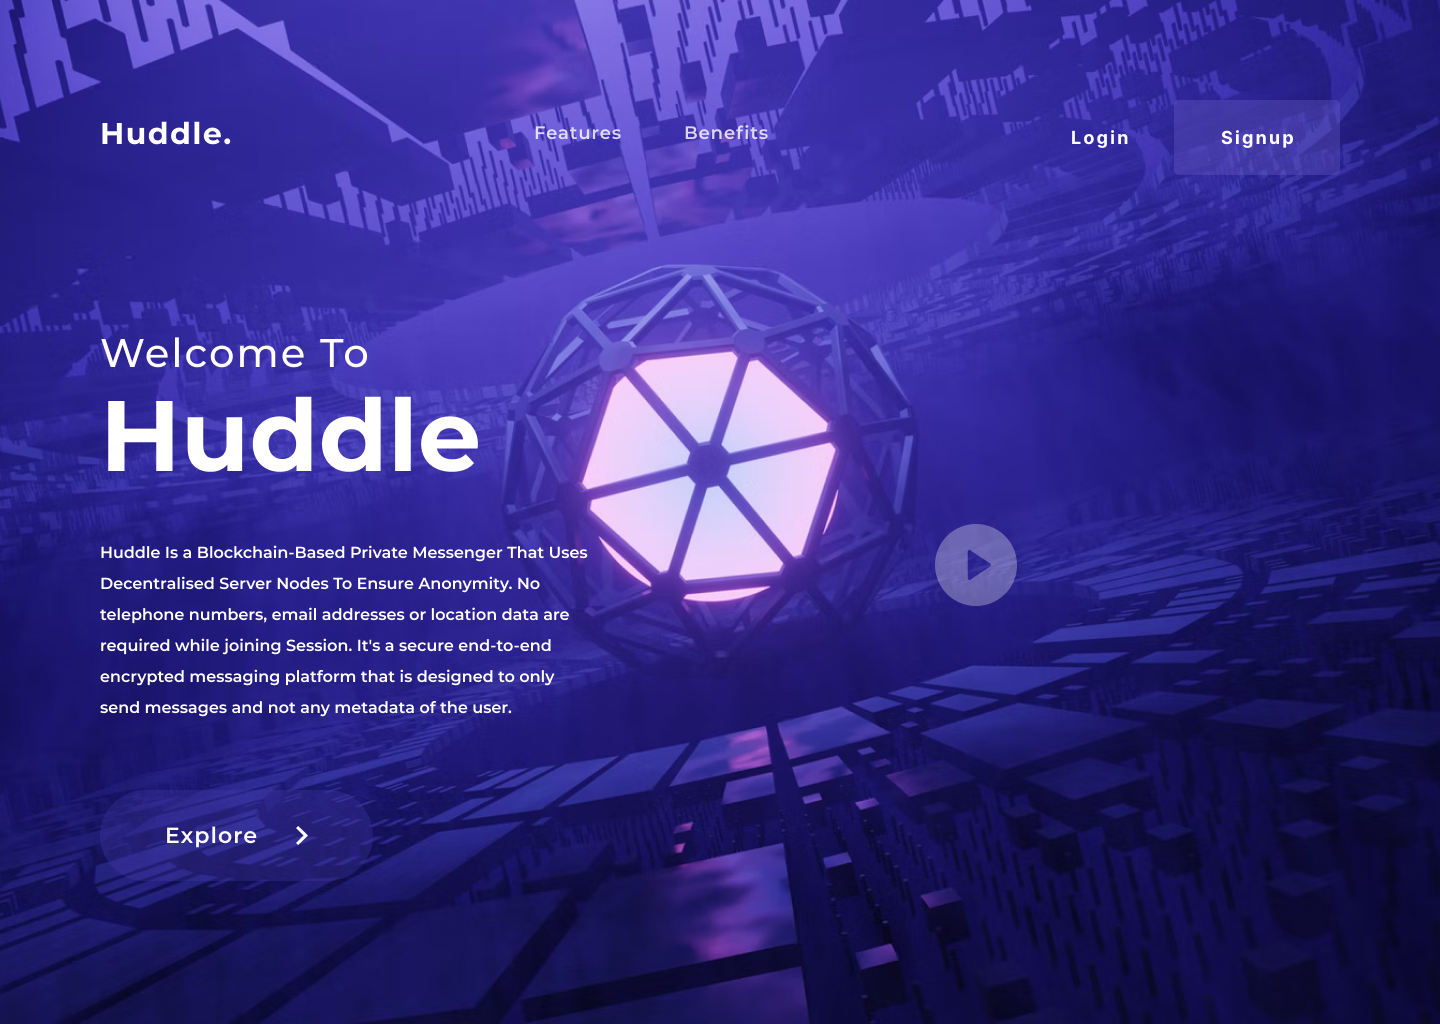 Huddle.
Features
Benefits
Login
Signup
Welcome To
Huddle
Huddle Is a Blockchain-Based Private Messenger That Uses
Decentralised Server Nodes To Ensure Anonymity. No
telephone numbers, email addresses or location data are
required while joining Session. It's a secure end-to-end
encrypted messaging platform that is designed to only
send messages and not any metadata of the user.
Explore